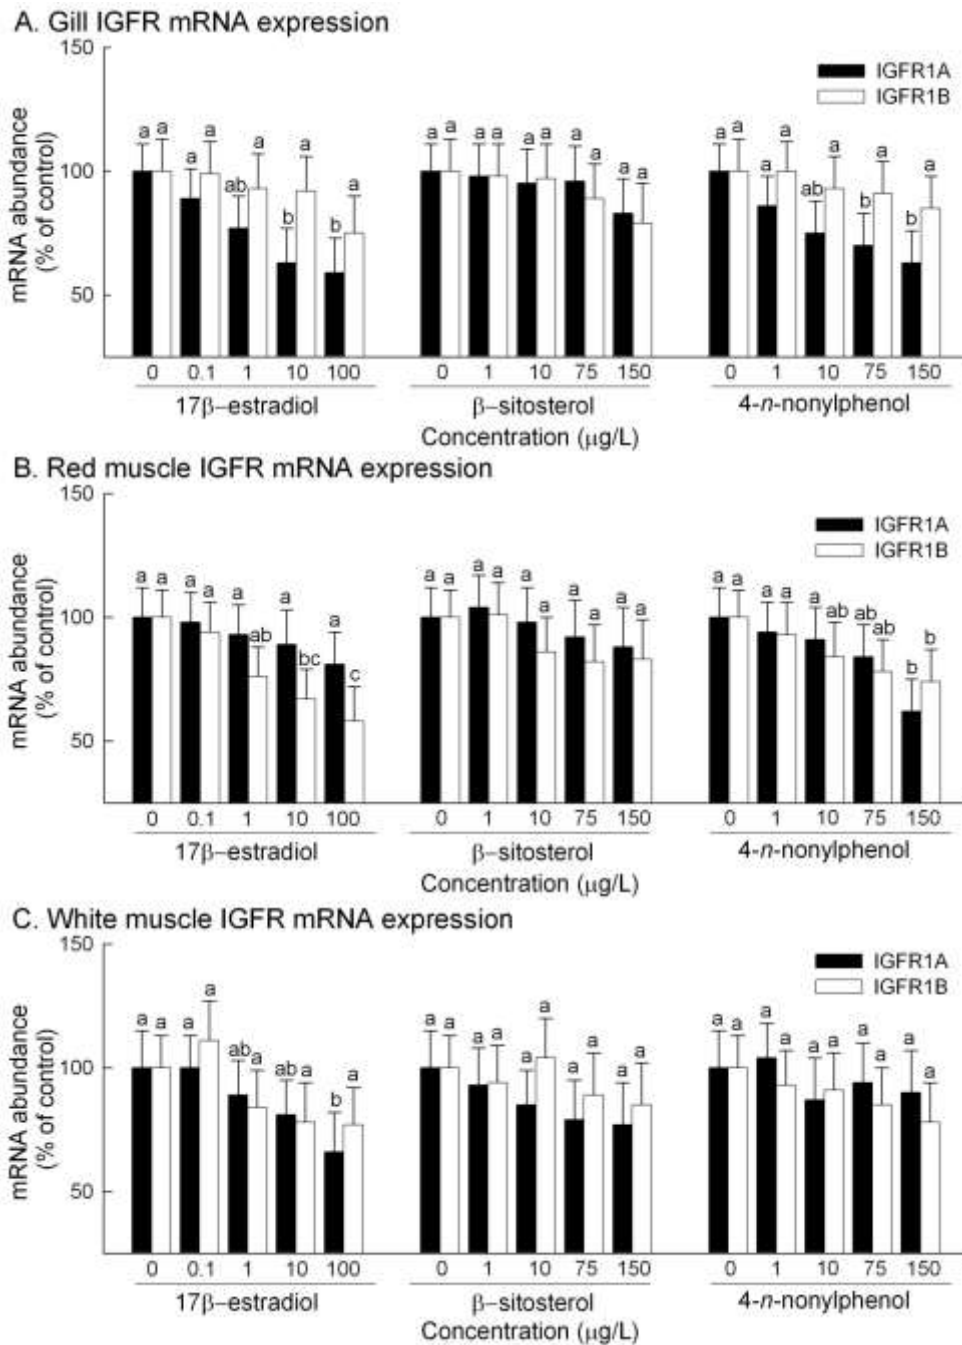 A. Gill IGFR mRNA expression
150
IGFR1A
IGFR1B
mRNA abundance
(% of control)
a a a a ab a b a b a
a a a a a a a a a a
a a a a ab a b a b a
100
50
0 0.1 1 10 100
0 1 10 75 150
0 1 10 75 150
17β−estradiol
β−sitosterol
4-n-nonylphenol
Concentration (μg/L)
B. Red muscle IGFR mRNA expression
150
IGFR1A
IGFR1B
mRNA abundance
(% of control)
a a a a a ab a bc a c
a a a a a a a a a a
a a a a a ab ab ab b b
100
50
0 0.1 1 10 100
0 1 10 75 150
0 1 10 75 150
17β−estradiol
β−sitosterol
4-n-nonylphenol
Concentration (μg/L)
C. White muscle IGFR mRNA expression
150
IGFR1A
IGFR1B
mRNA abundance
(% of control)
a a a a ab a ab a b a
a a a a a a a a a a
a a a a a a a a a a
100
50
0 0.1 1 10 100
0 1 10 75 150
0 1 10 75 150
17β−estradiol
β−sitosterol
4-n-nonylphenol
Concentration (μg/L)